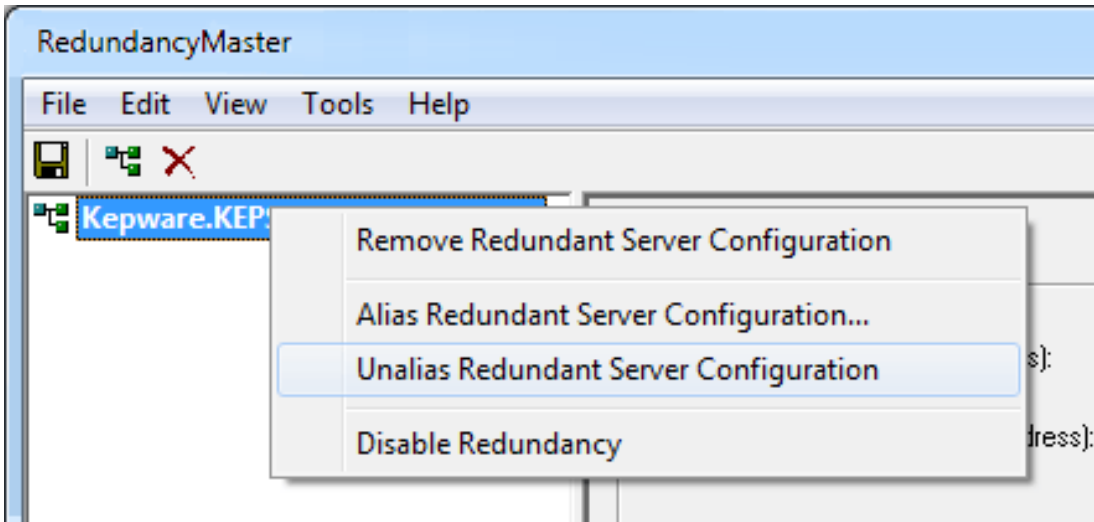 RedundancyMaster
File Edit View Tools Help
Kepware.KEP
Remove Redundant Server Configuration
Alias Redundant Server Configuration...
Unalias Redundant Server Configuration
s):
Disable Redundancy
dress):